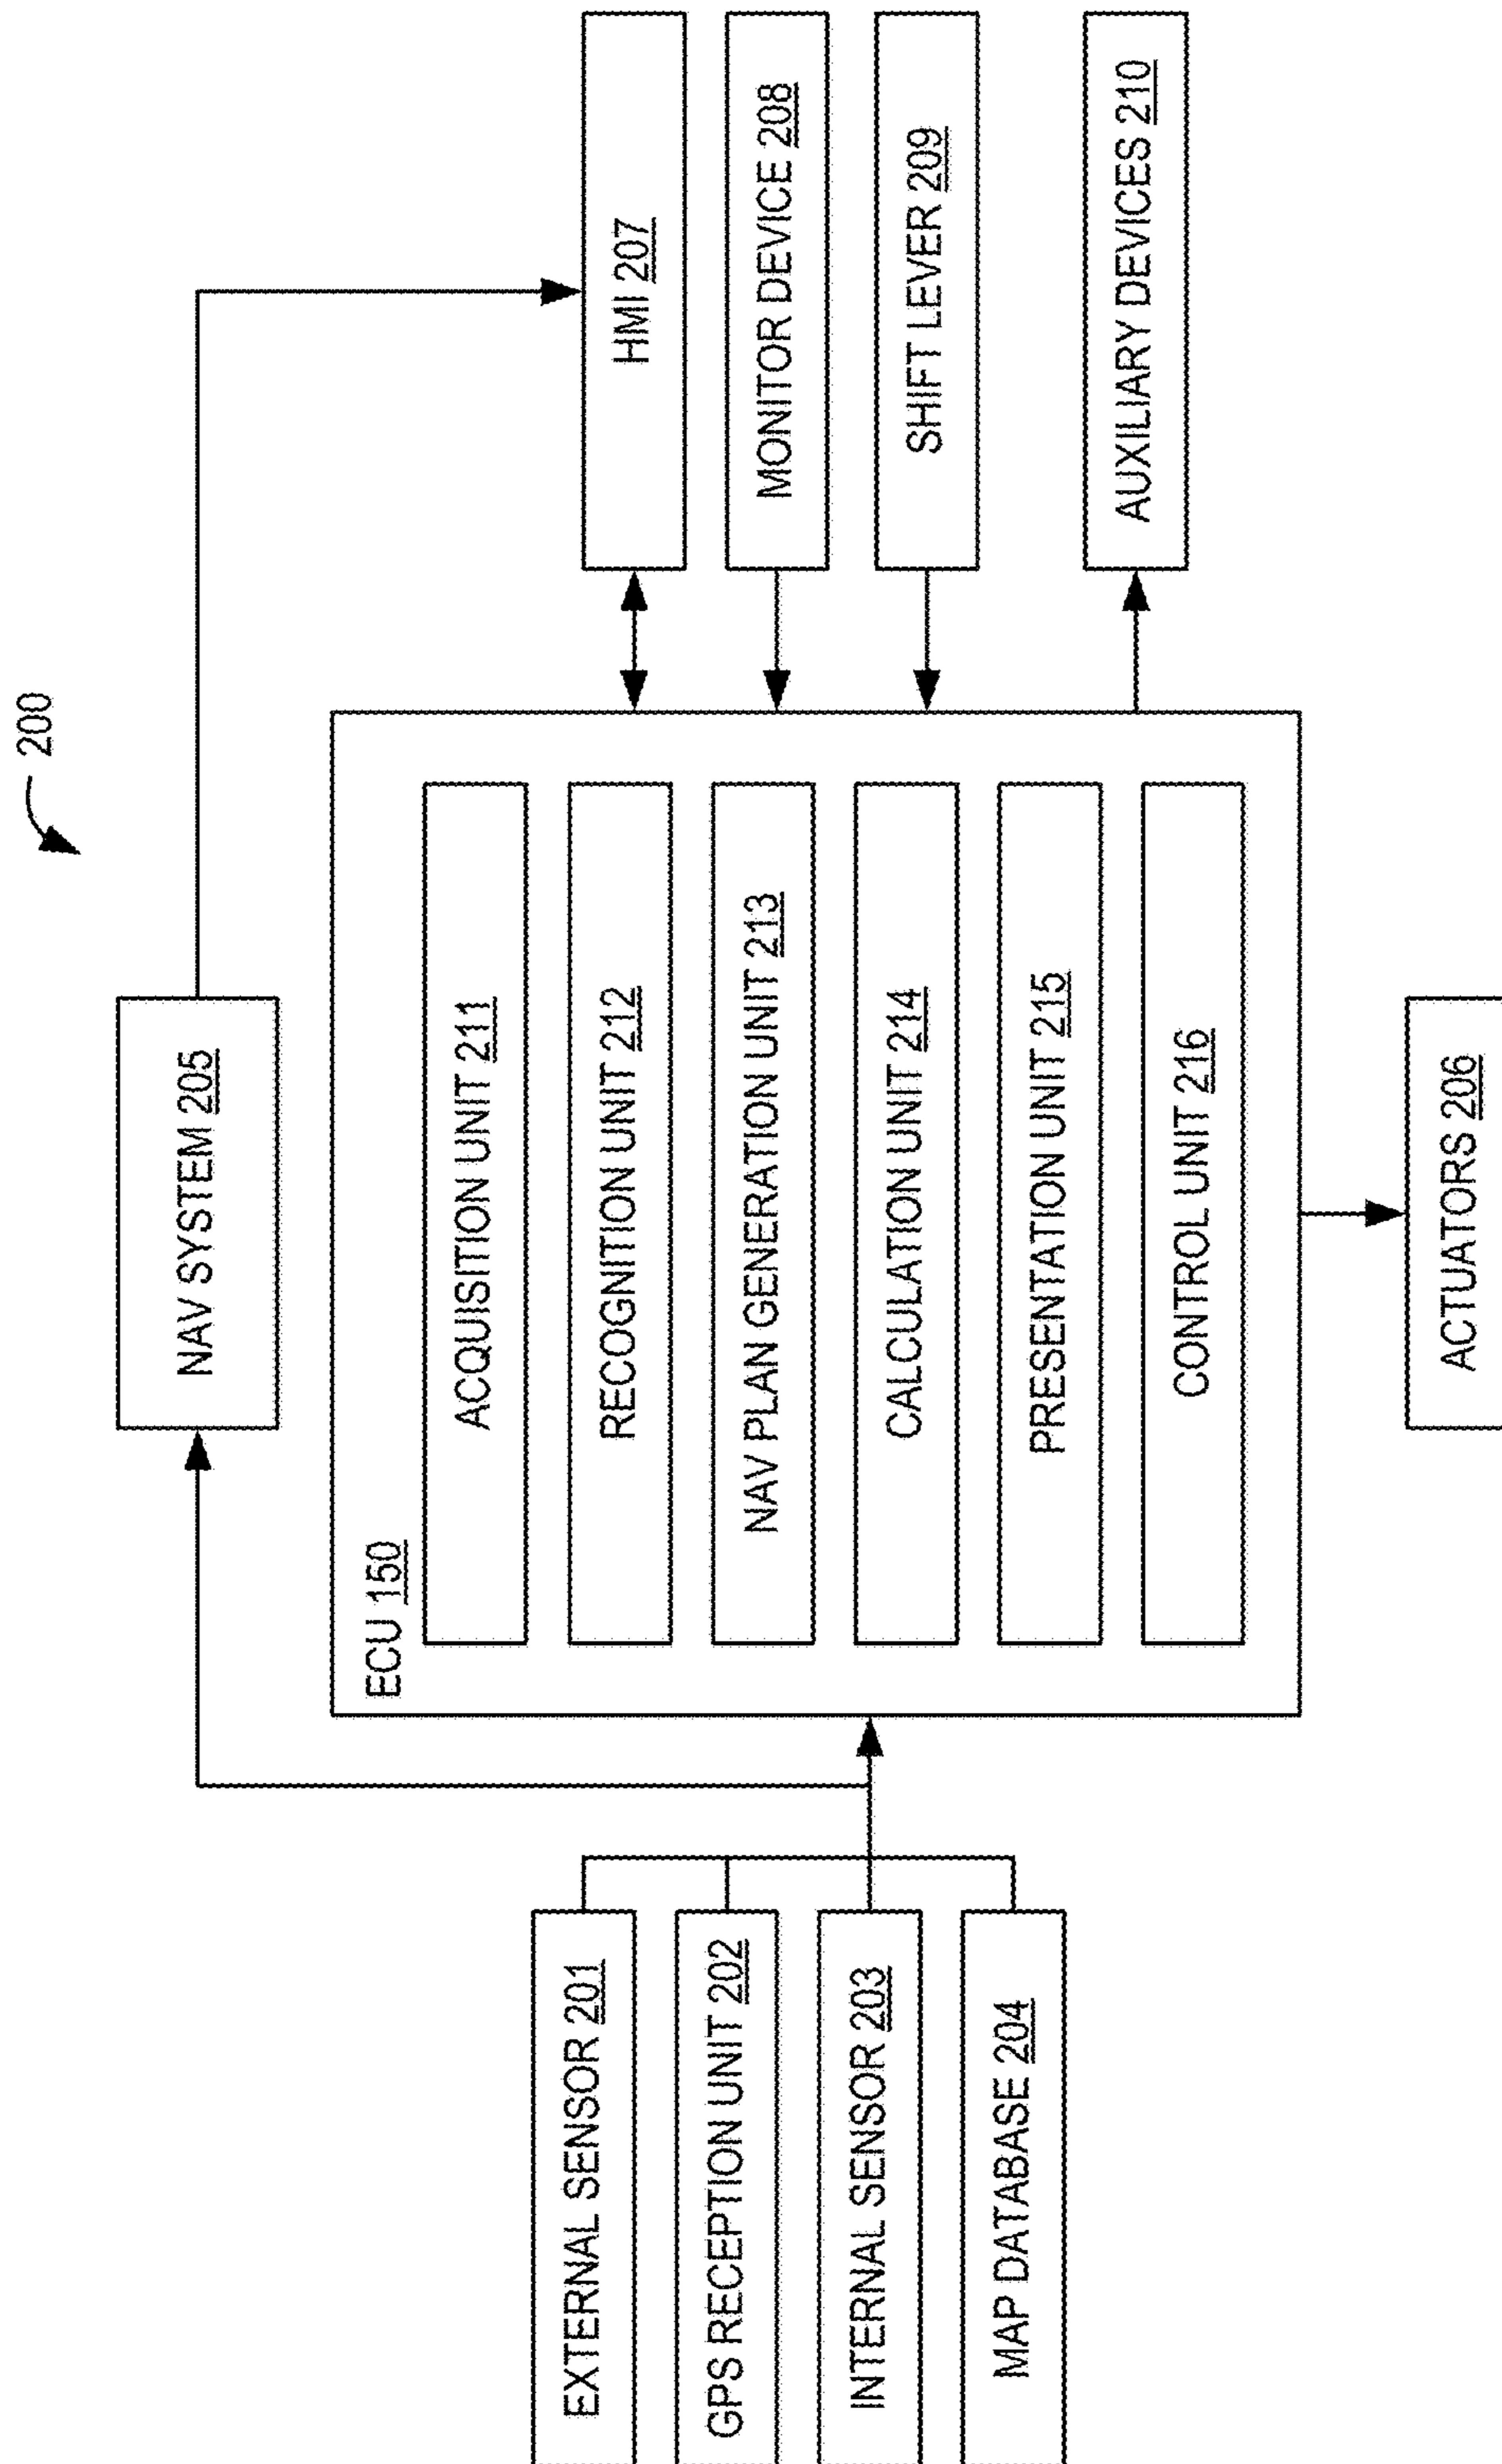 200
NAV SYSTEM 205
EXTERNAL SENSOR 201
GPS RECEPTION UNIT 202
INTERNAL SENSOR 203
MAP DATABASE 204
ECU 150
ACQUISITION UNIT 211
RECOGNITION UNIT 212
NAV PLAN GENERATION UNIT 213
CALCULATION UNIT 214
PRESENTATION UNIT 215
CONTROL UNIT 216
HMI 207
MONITOR DEVICE 208
SHIFT LEVER 209
AUXILIARY DEVICES 210
ACTUATORS 206